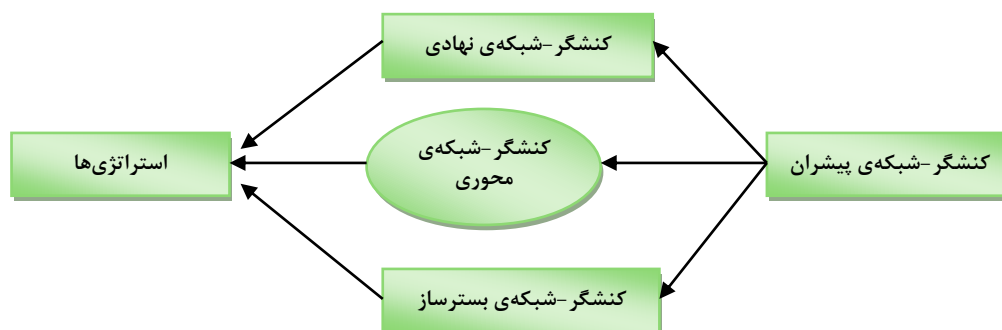 کنشگر-شبکه‌ی نهادی
کنشگر-شبکه‌ی پیشران
کنشگر-شبکه‌ی
محوری
استراتژی‌ها
کنشگر-شبکه‌ی بسترساز